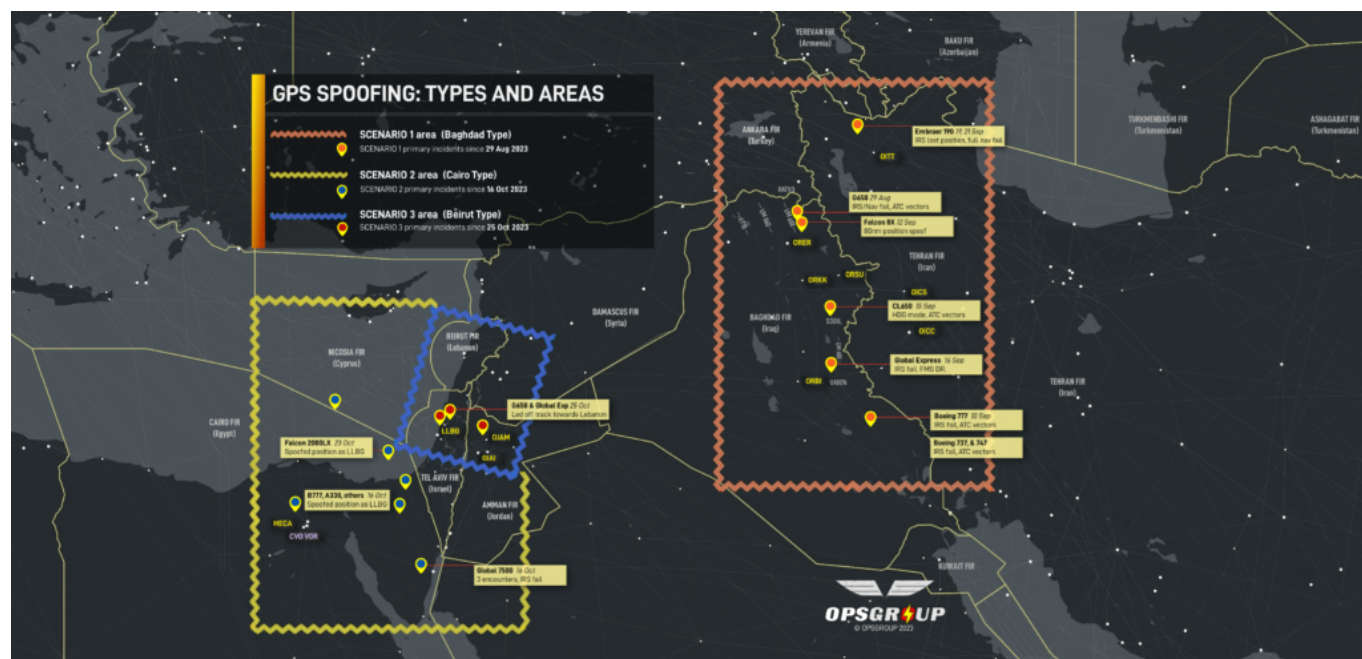 GPS SPOOFING: TYPES AND AREAS
SCENARIO 1 area (Baghdad Type)
SCENARIO 1 primary incidents since 29 Aug 2023
SCENARIO 2 area (Cairo Type)
SCENARIO 2 primary incidents since 16 Oct 2023
SCENARIO 3 area (Beirut Type)
SCENARIO 3 primary incidents since 25 Oct 2023
YEREVAN FIR
(Armenia)
BAKU FIR
(Azerbaijan)
ANKARA FIR
(Turkey)
TURKMENBASHI FIR
(Turkmenistan)
ASHAGABAT FIR
(Turkmenistan)
Embraer 190 19, 21 Sep
IRS lost position, full nav fail
OITT
G650 29 Aug
IRS/Nav fail, ATC vectors
Falcon 8X 12 Sep
80nm position spoof
ORER
TEHRAN FIR
(Iran)
ORKK
ORSU
OICS
CL650 15 Sep
HDG mode, ATC vectors
OICC
BAGHDAD FIR
(Iraq)
DAMASCUS FIR
(Syria)
Global Express 16 Sep
IRS fail, FMS DR.
ORBI
TEHRAN FIR
(Iran)
Boeing 777 10 Sep
IRS fail, ATC vectors
Boeing 737, & 747
IRS fail, ATC vectors
BEIRUT FIR
(Lebanon)
NICOSIA FIR
(Cyprus)
CAIRO FIR
(Egypt)
G650 & Global Exp 25 Oct
Led off track towards Lebanon
LLBG
OJAM
OJAI
Falcon 2000LX 23 Oct
Spoofed position as LLBG
TEL AVIV FIR
(Israel)
B777, A330, others 16 Oct
Spoofed position as LLBG
AMMAN FIR
(Jordan)
HECA
CVO VOR
Global 7500 16 Oct
3 encounters, IRS fail
KUWAIT FIR
OPSGROUP
© OPSGROUP 2023